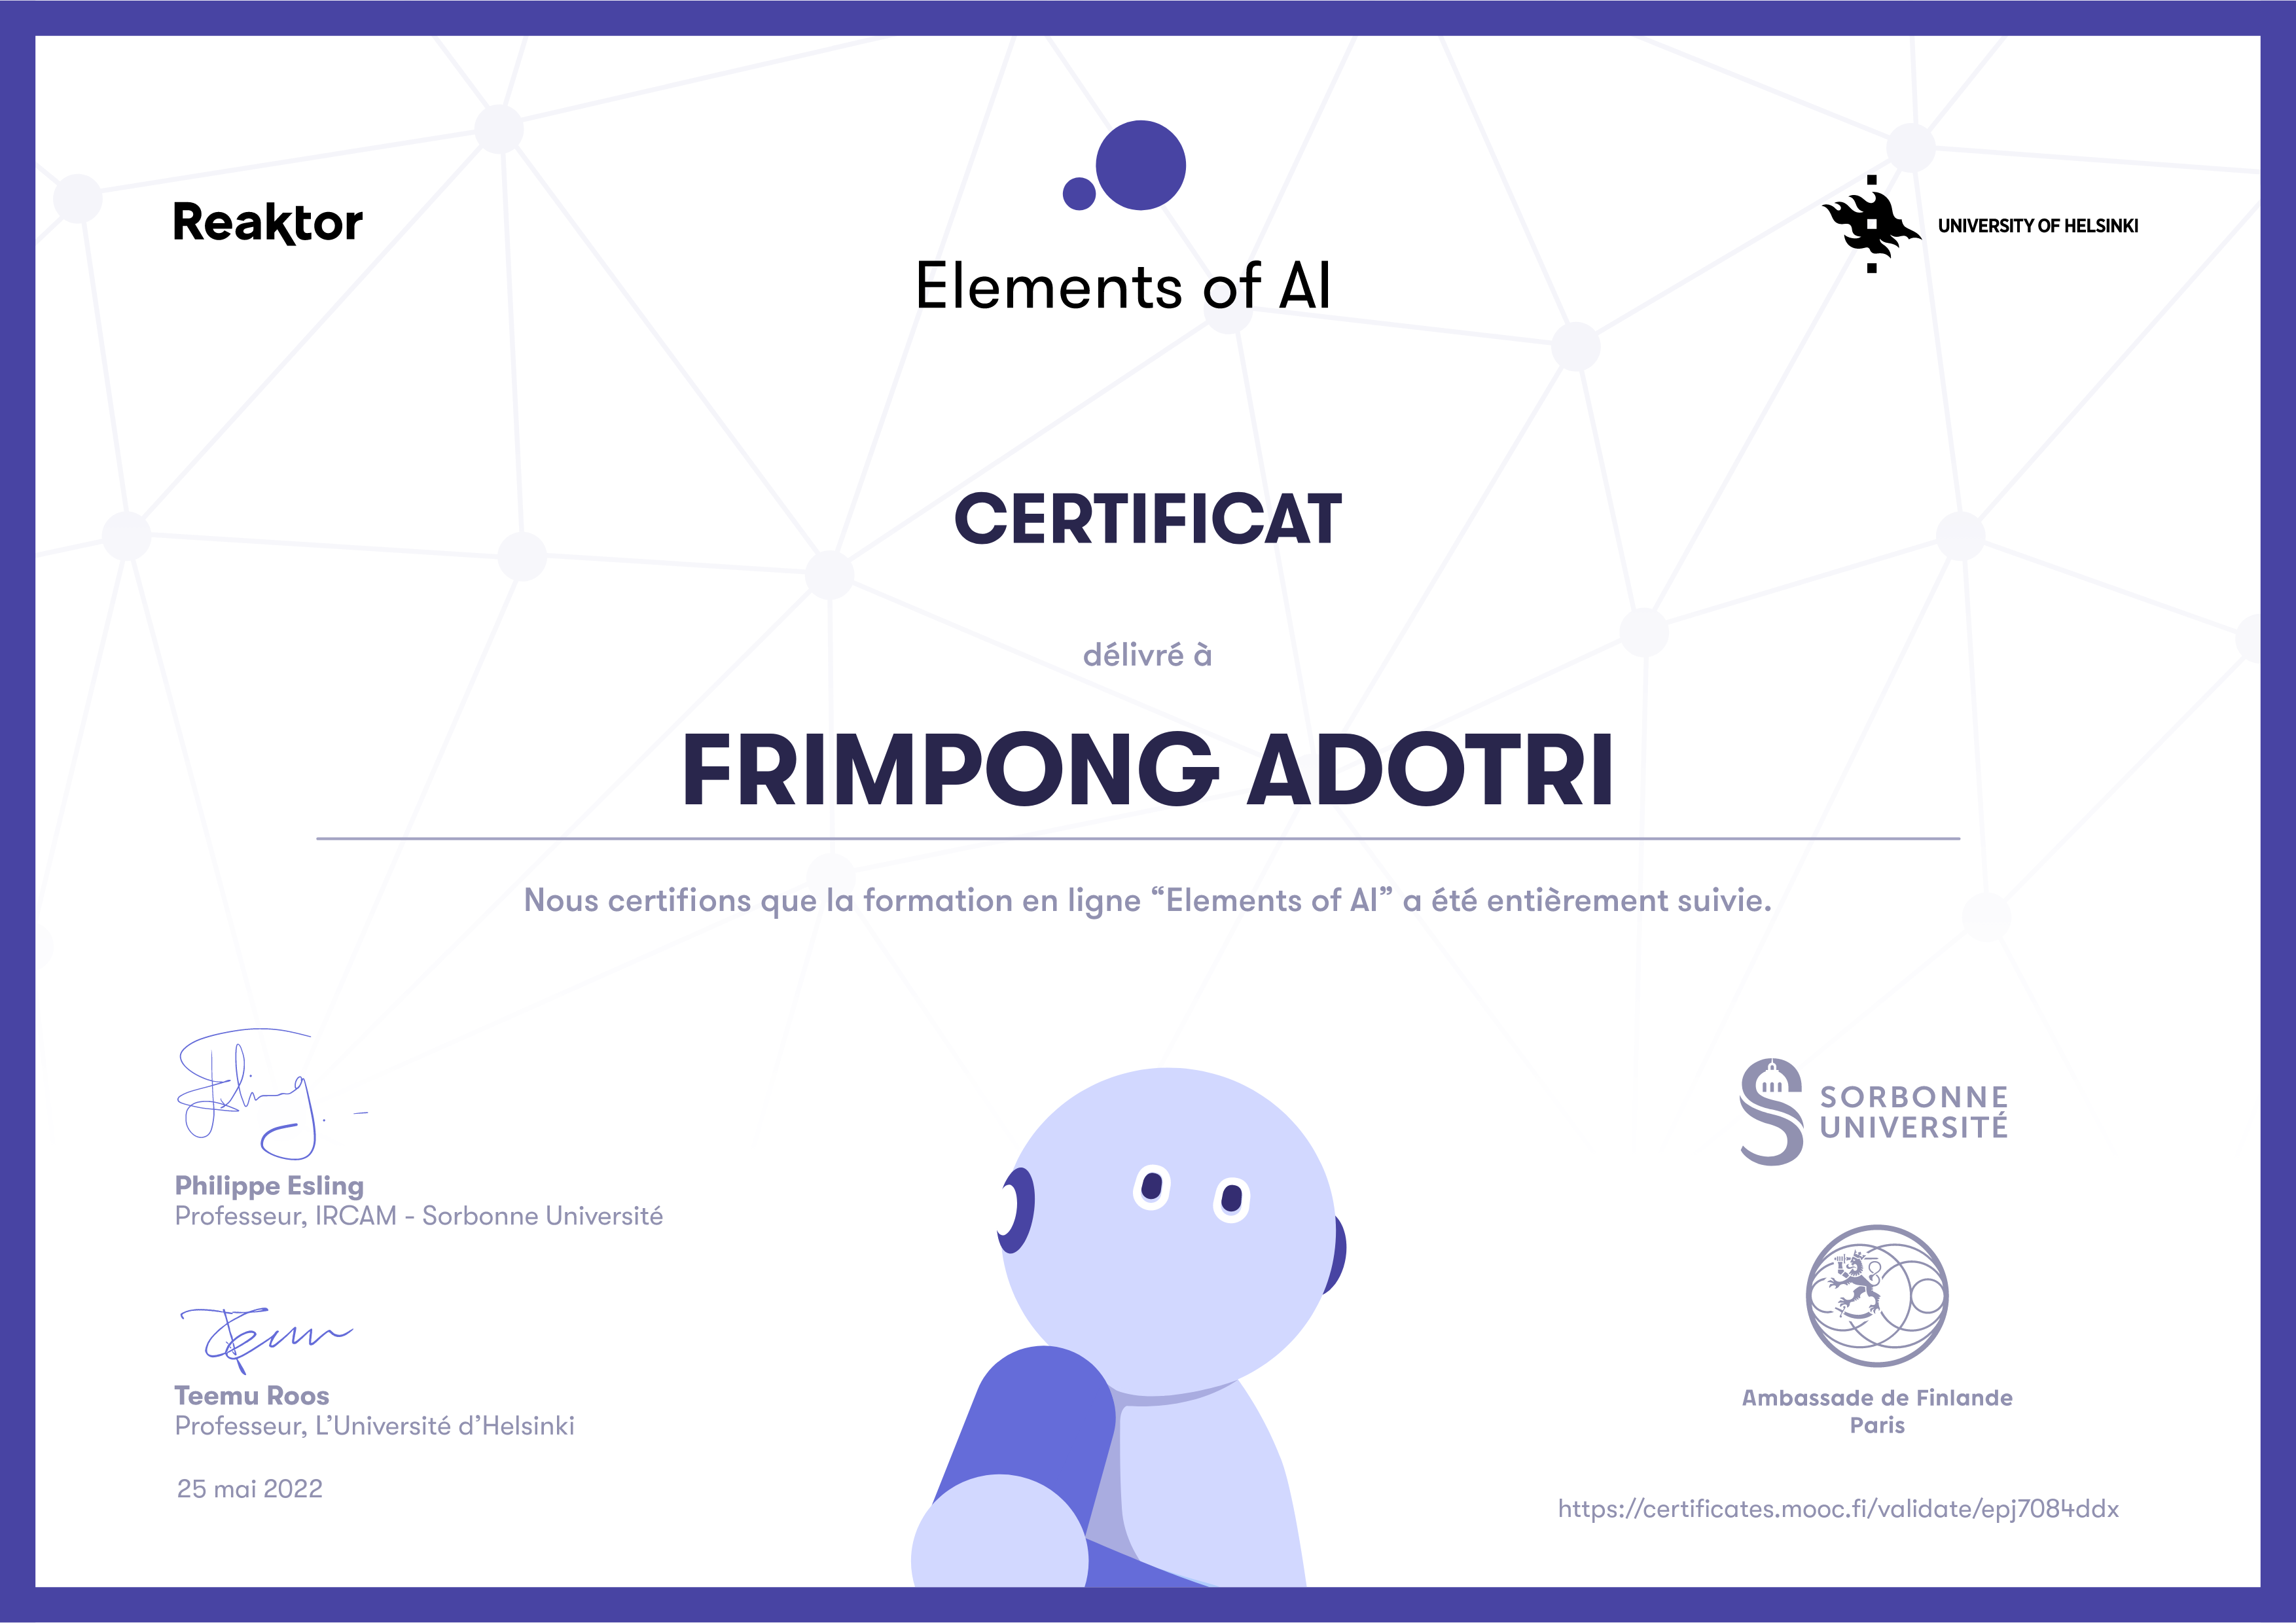 Reaktor
Elements of AI
UNIVERSITY OF HELSINKI
CERTIFICAT
délivré à
FRIMPONG ADOTRI
Nous certifions que la formation en ligne “Elements of AI” a été entièrement suivie.
Esling
Philippe Esling
Professeur, IRCAM - Sorbonne Université
Teemu Roos
Professeur, L’Université d’Helsinki
25 mai 2022
SORBONNE
UNIVERSITÉ
Ambassade de Finlande
Paris
https://certificates.mooc.fi/validate/epj7084ddx